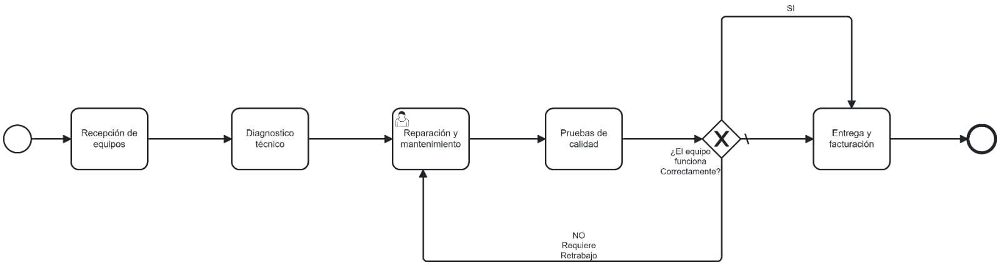 SI
Recepción de
equipos
Diagnostico
técnico
Reparación y
mantenimiento
Pruebas de
calidad
¿El equipo
funciona
Correctamente?
Entrega y
facturación
NO
Requiere
Retrabajo